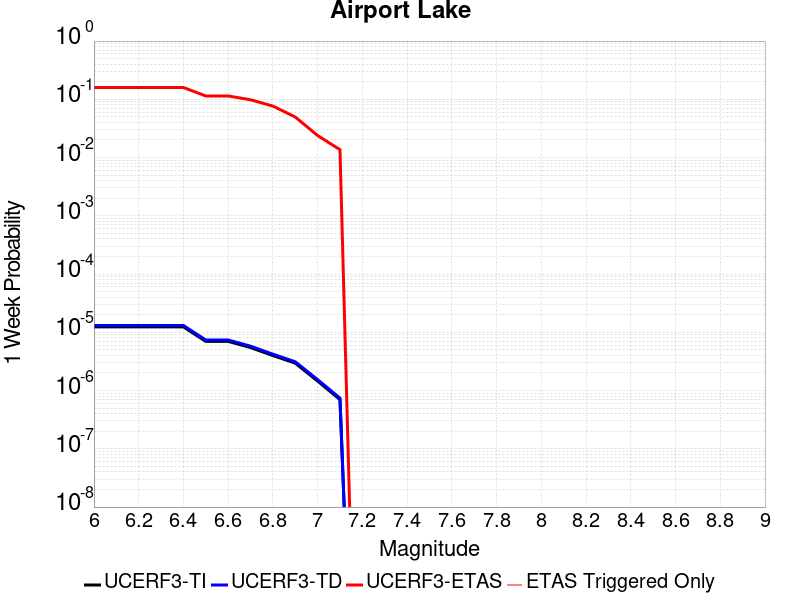 Airport Lake
10^0
10^-1
10^-2
10^-3
10^-4
10^-5
10^-6
10^-7
10^-8
1 Week Probability
6 6.2 6.4 6.6 6.8 7 7.2 7.4 7.6 7.8 8 8.2 8.4 8.6 8.8 9
Magnitude
UCERF3-TI UCERF3-TD UCERF3-ETAS ETAS Triggered Only